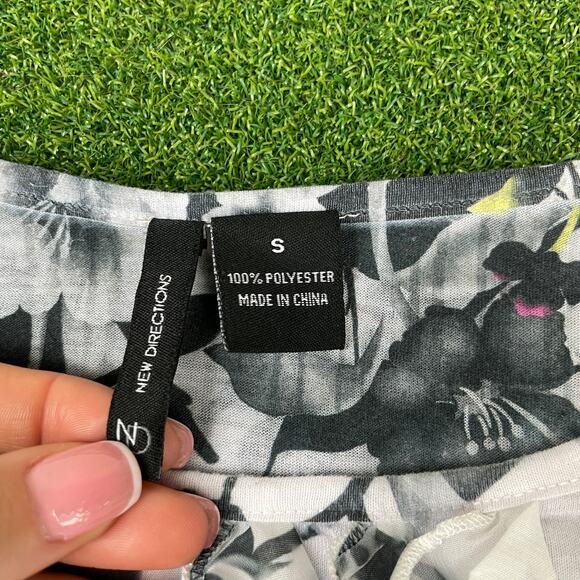 NEW DIRECTIONS
ND
S
100% POLYESTER
MADE IN CHINA